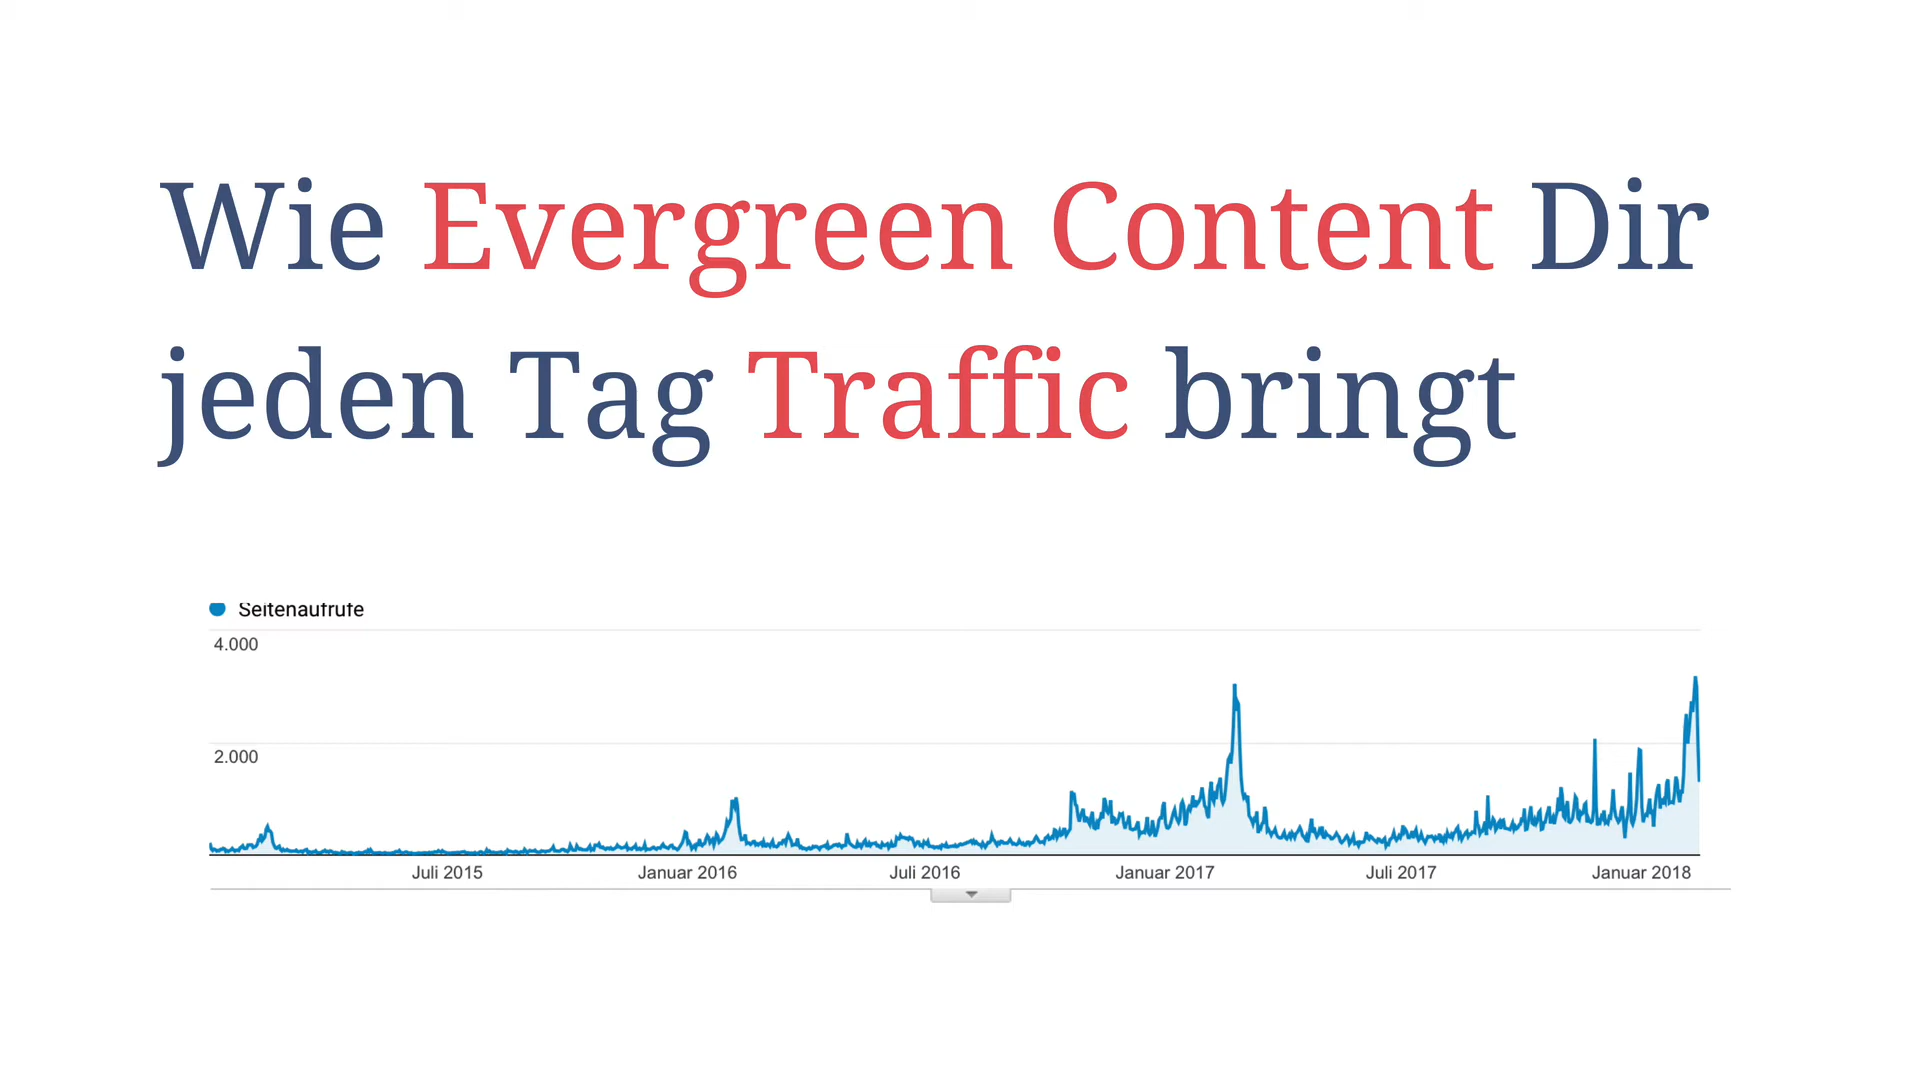 Wie Evergreen Content Dir
jeden Tag Traffic bringt
Seitenaufrufe
4.000
2.000
Juli 2015 Januar 2016 Juli 2016 Januar 2017 Juli 2017 Januar 2018